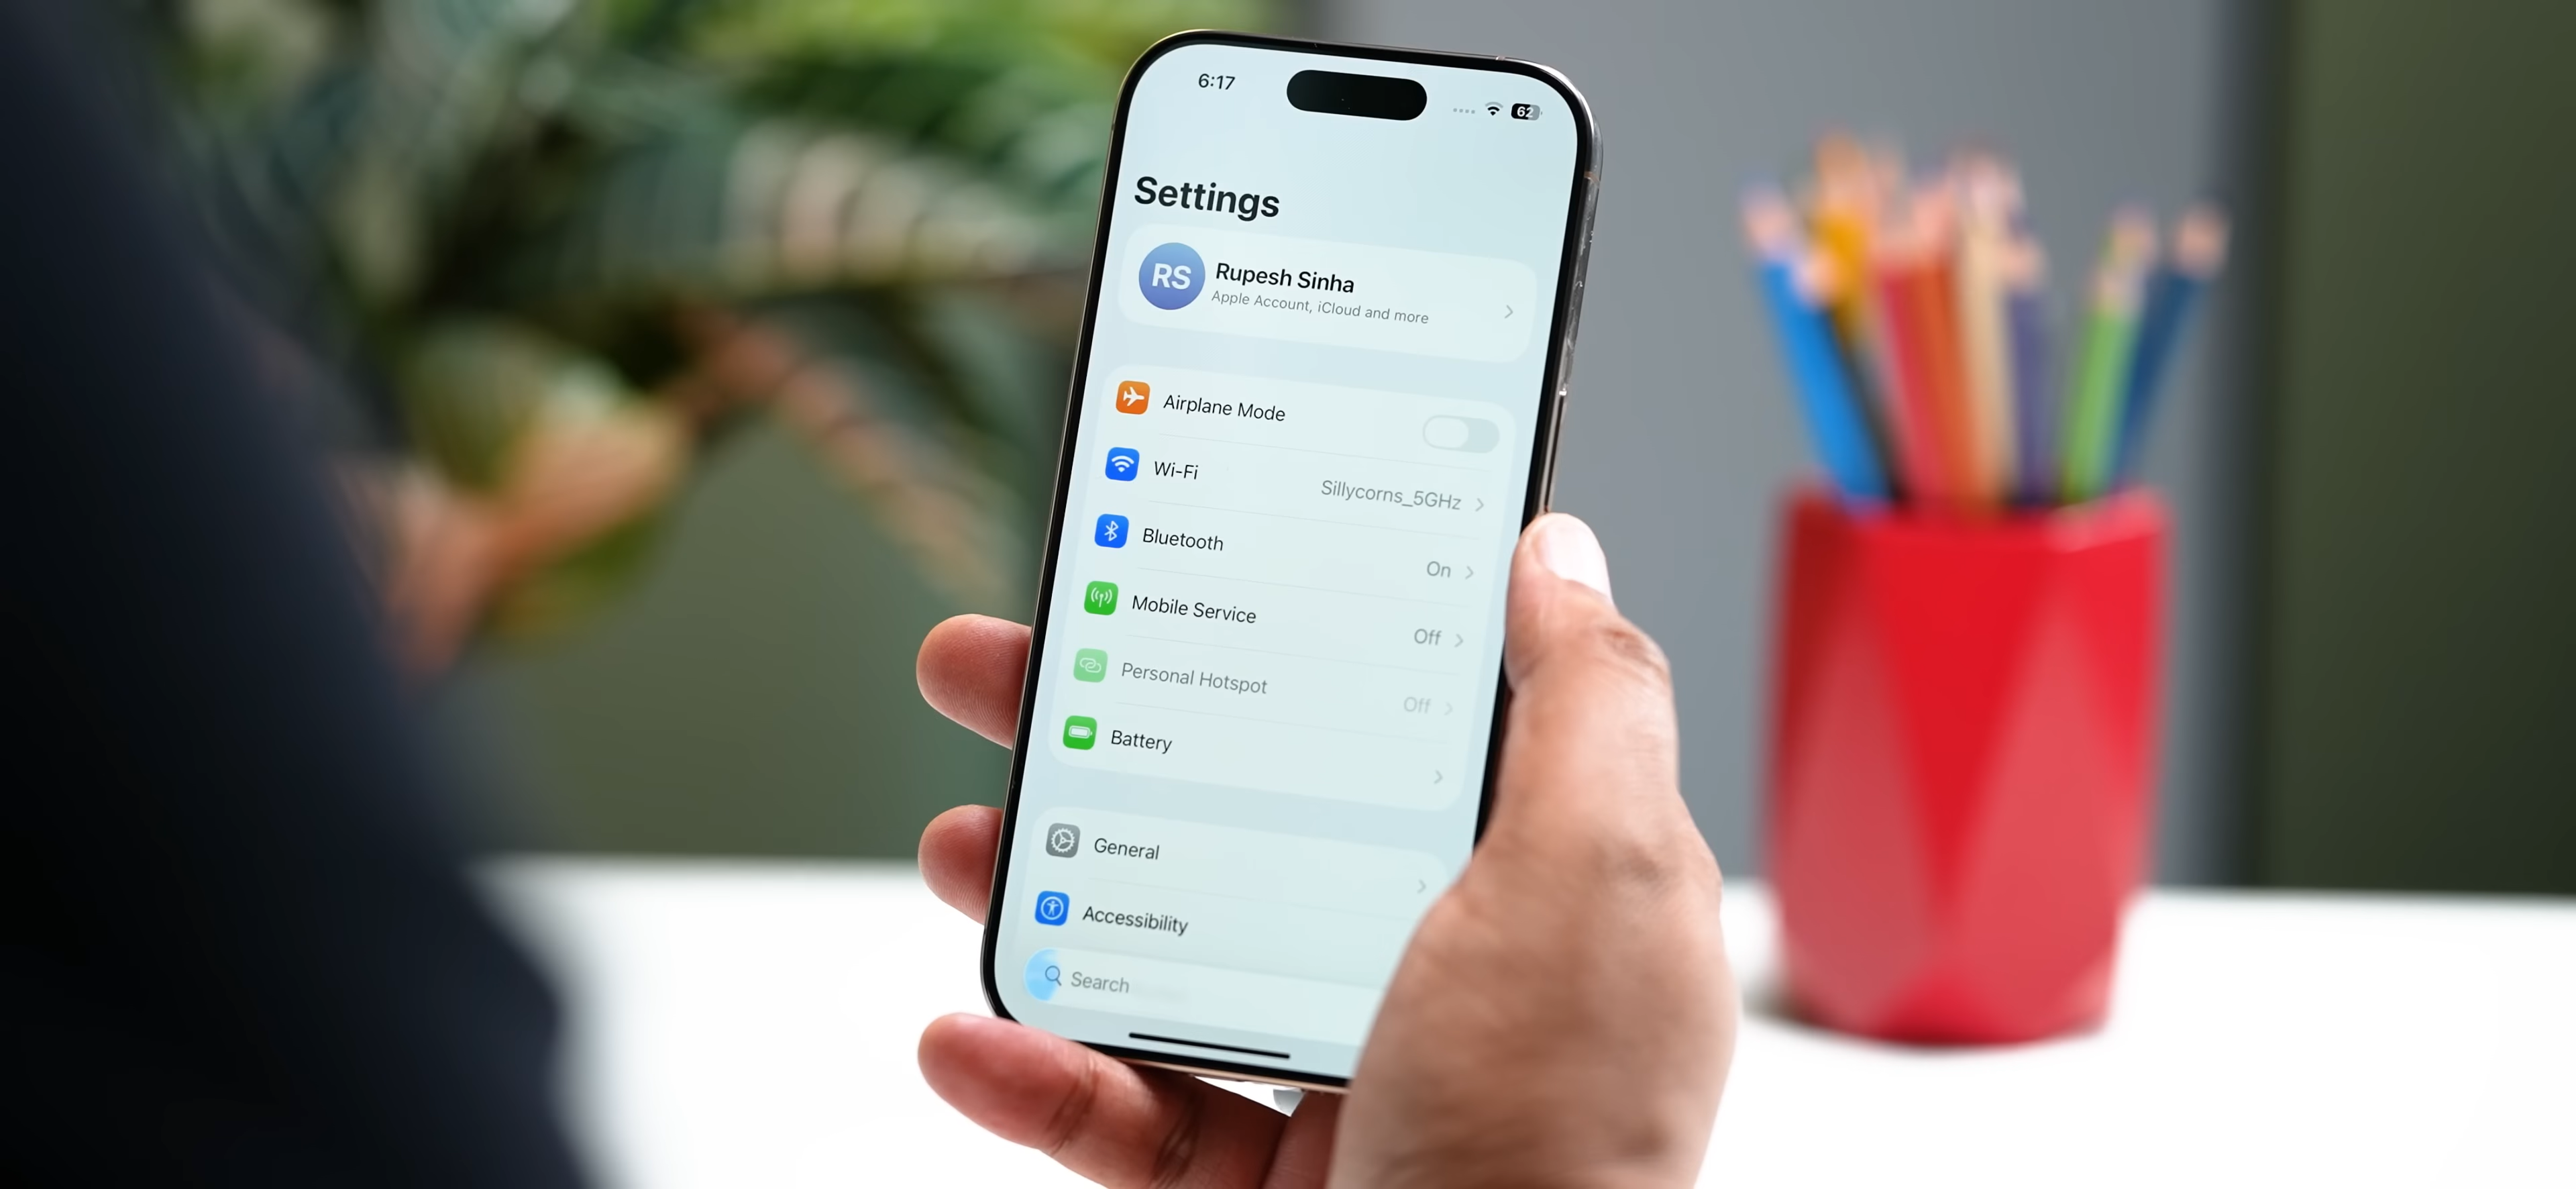 6:17
62
Settings
RS
Rupesh Sinha
Apple Account, iCloud and more
Airplane Mode
Wi-Fi Sillycorns_5GHz
Bluetooth On
Mobile Service Off
Personal Hotspot Off
Battery
General
Accessibility
Search